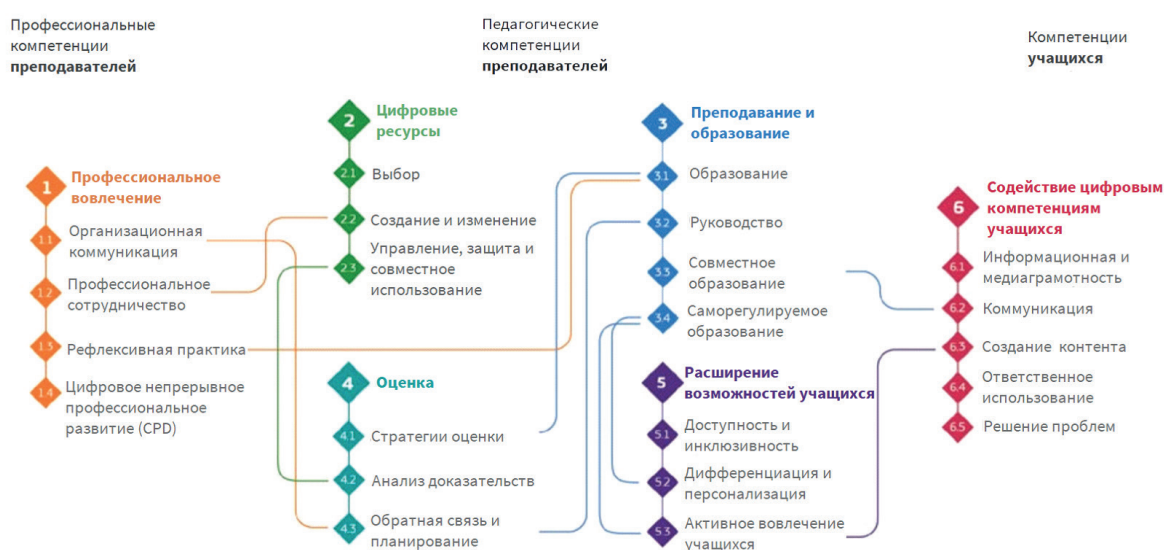 Профессиональные
компетенции
преподавателей
Педагогические
компетенции
преподавателей
Компетенции
учащихся
1
Профессиональное
вовлечение
1.1
Организационная
коммуникация
1.2
Профессиональное
сотрудничество
1.3
Рефлексивная практика
1.4
Цифровое непрерывное
профессиональное
развитие (CPD)
2
Цифровые
ресурсы
2.1
Выбор
2.2
Создание и изменение
2.3
Управление, защита и
совместное
использование
4
Оценка
4.1
Стратегии оценки
4.2
Анализ доказательств
4.3
Обратная связь и
планирование
3
Преподавание и
образование
3.1
Образование
3.2
Руководство
3.3
Совместное
образование
3.4
Саморегулируемое
образование
5
Расширение
возможностей учащихся
5.1
Доступность и
инклюзивность
5.2
Дифференциация и
персонализация
5.3
Активное вовлечение
учащихся
6
Содействие цифровым
компетенциям
учащихся
6.1
Информационная и
медиаграмотность
6.2
Коммуникация
6.3
Создание контента
6.4
Ответственное
использование
6.5
Решение проблем